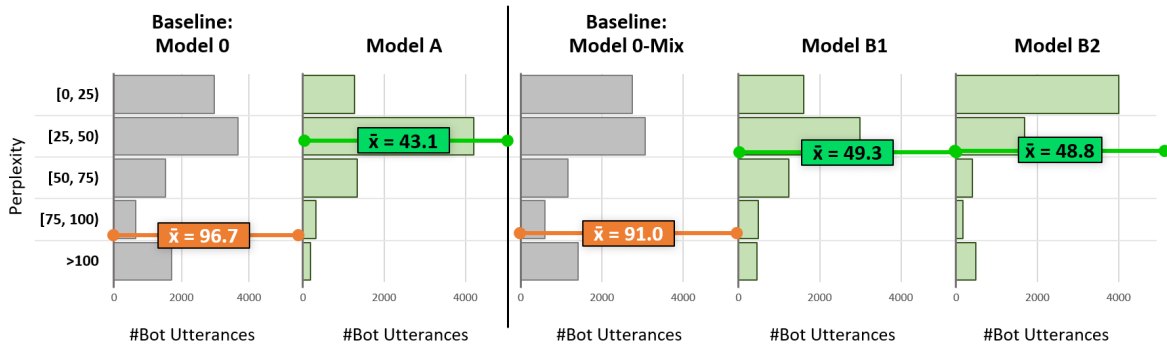 Baseline:
Model 0
Model A
Baseline:
Model 0-Mix
Model B1
Model B2
Perplexity
[0, 25)
[25, 50)
[50, 75)
[75, 100)
>100
x̄ = 96.7
x̄ = 43.1
x̄ = 91.0
x̄ = 49.3
x̄ = 48.8
0 2000 4000
0 2000 4000
0 2000 4000
0 2000 4000
0 2000 4000
#Bot Utterances
#Bot Utterances
#Bot Utterances
#Bot Utterances
#Bot Utterances